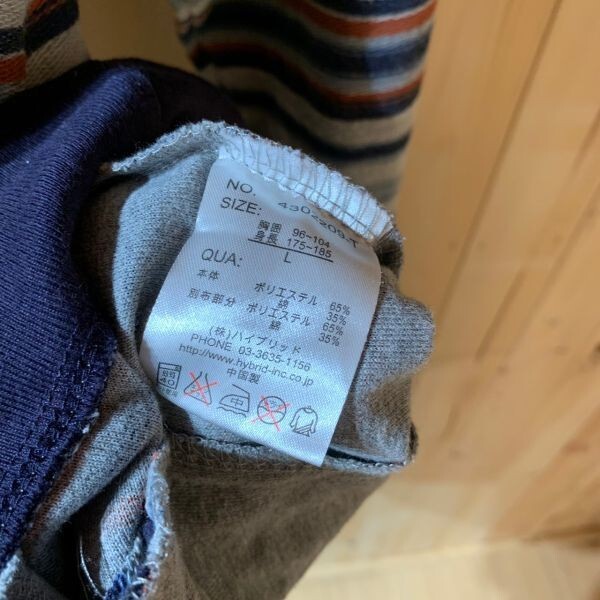 NO. 4302209-T
SIZE:
胸囲 96~104
身長 175~185
L
QUA:
本体 ポリエステル 65%
綿 35%
別布部分 ポリエステル 65%
綿 35%
(株)ハイブリッド
PHONE 03-3635-1156
http://www.hybrid-inc.co.jp
中国製
40 中